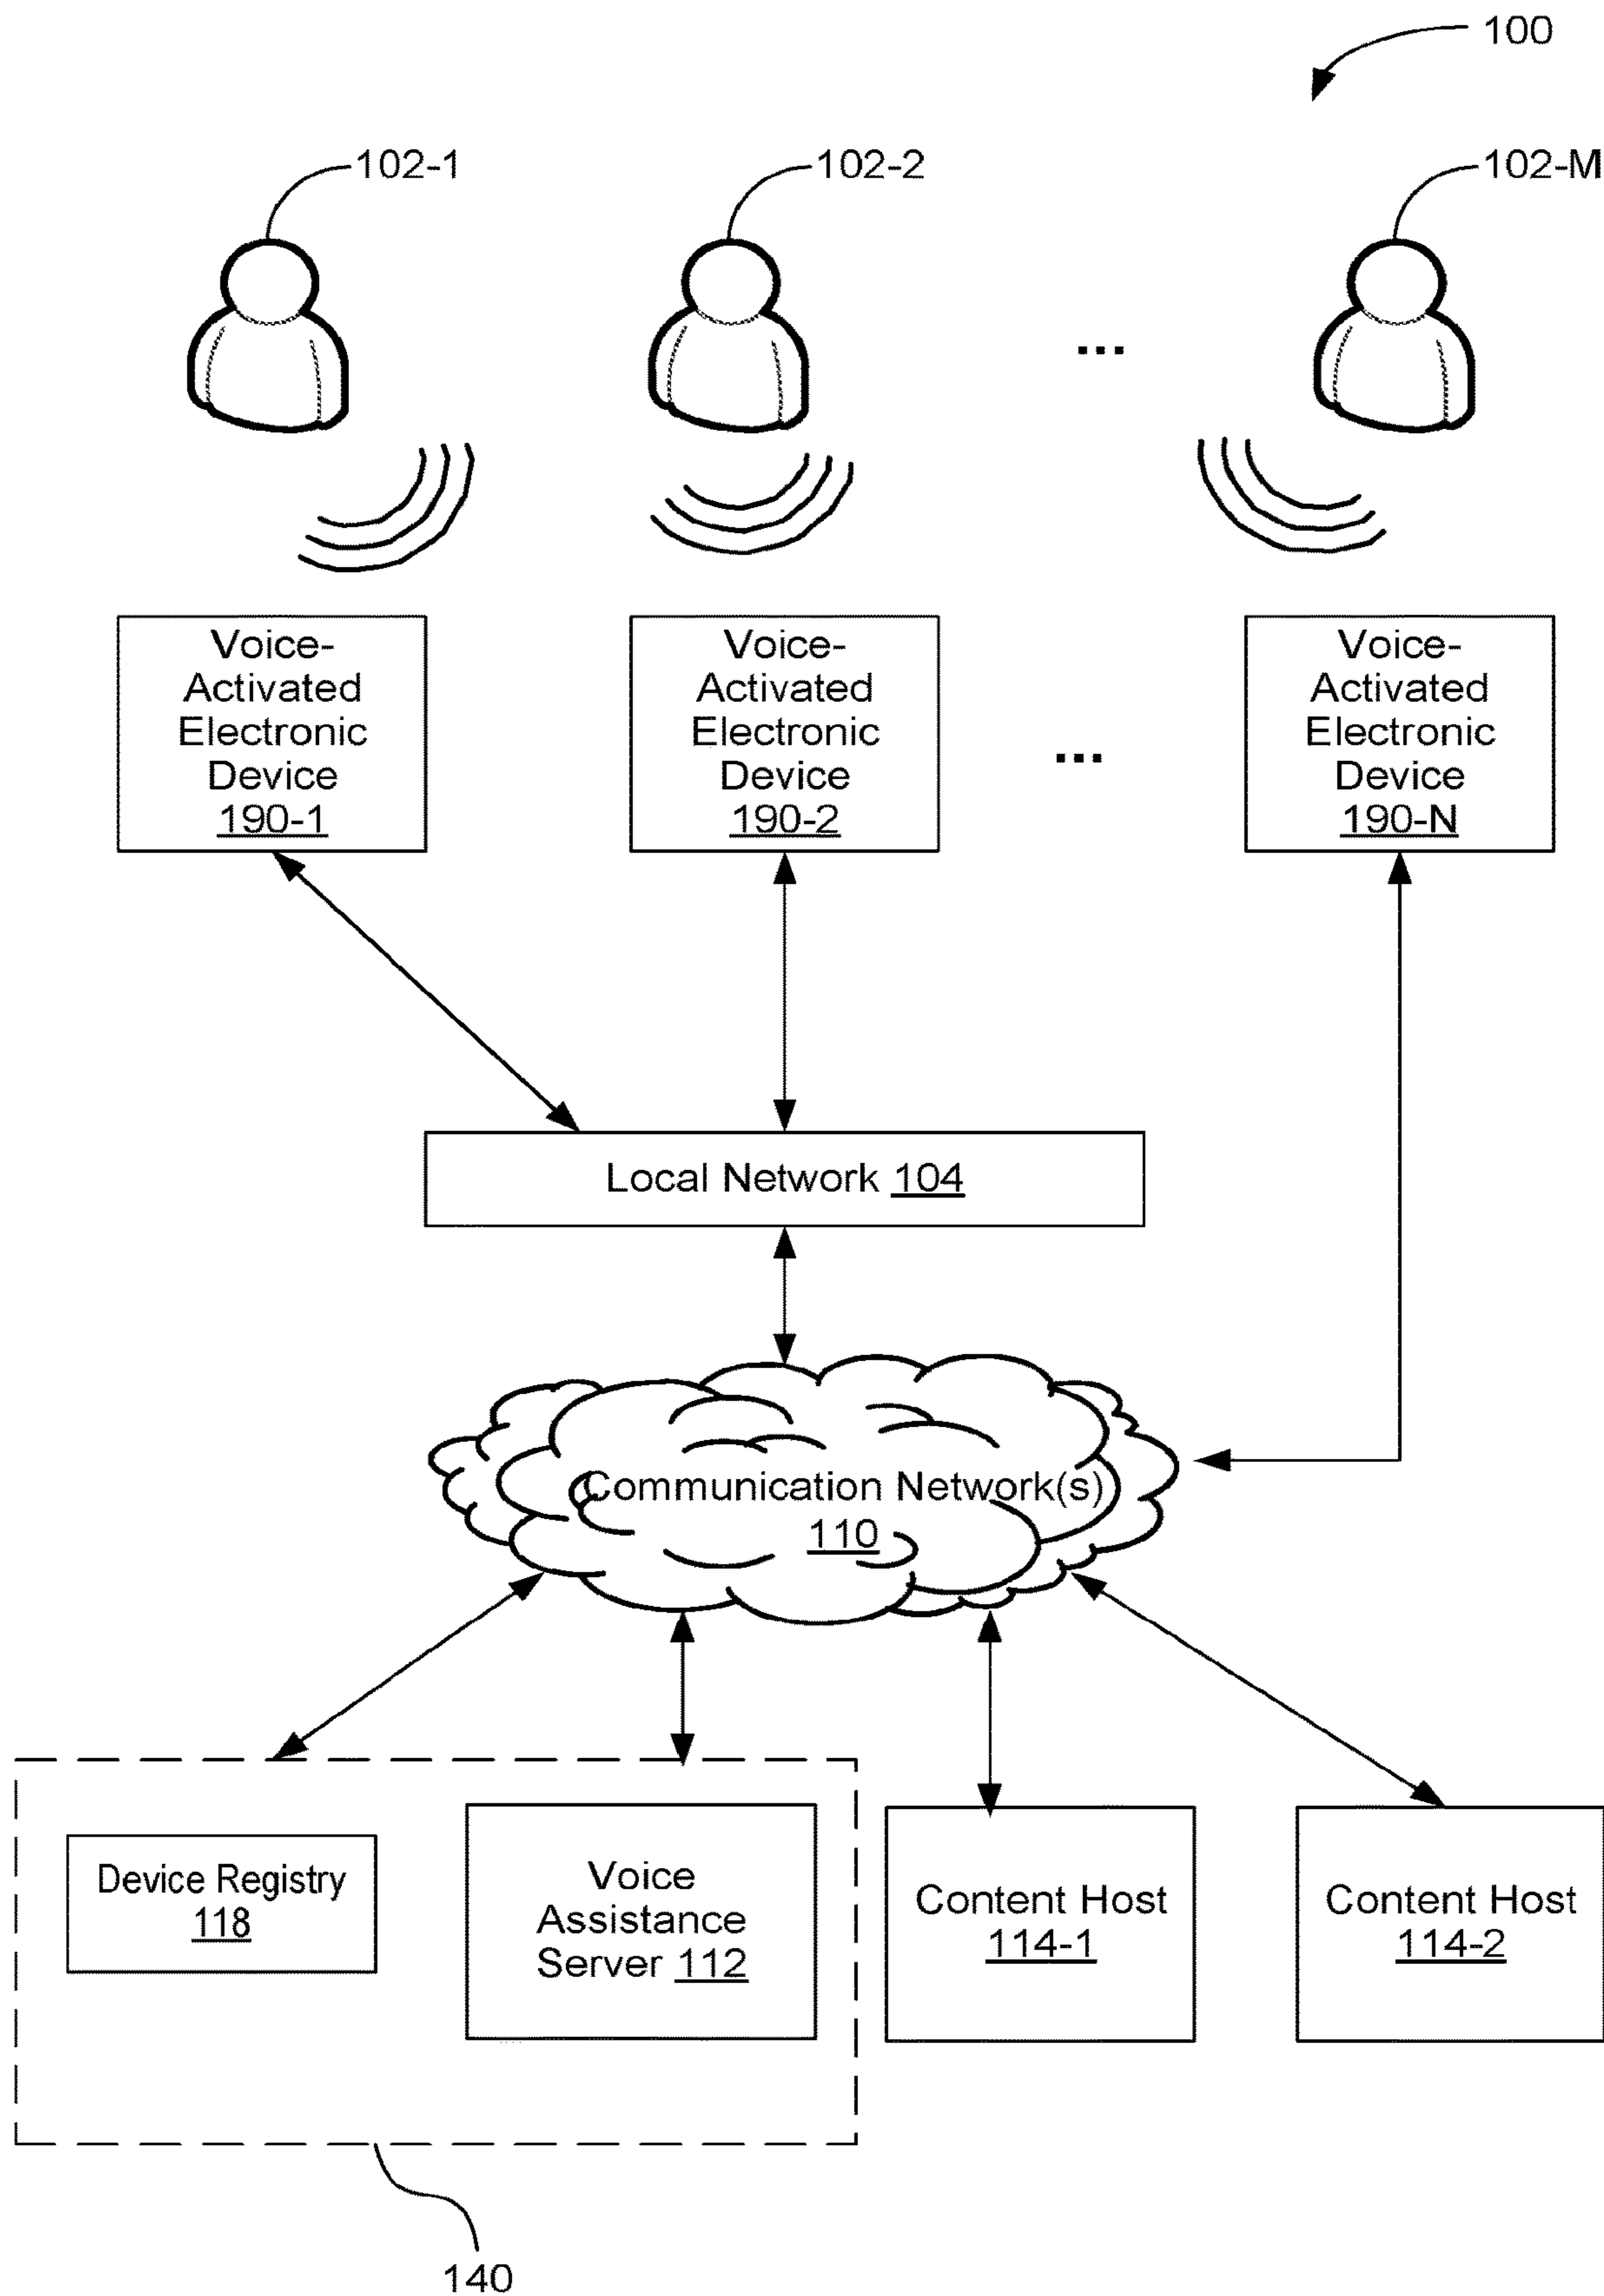 100
102-1
102-2
102-M
...
Voice-
Activated
Electronic
Device
190-1
Voice-
Activated
Electronic
Device
190-2
...
Voice-
Activated
Electronic
Device
190-N
Local Network 104
Communication Network(s)
110
Device Registry
118
Voice
Assistance
Server 112
Content Host
114-1
Content Host
114-2
140